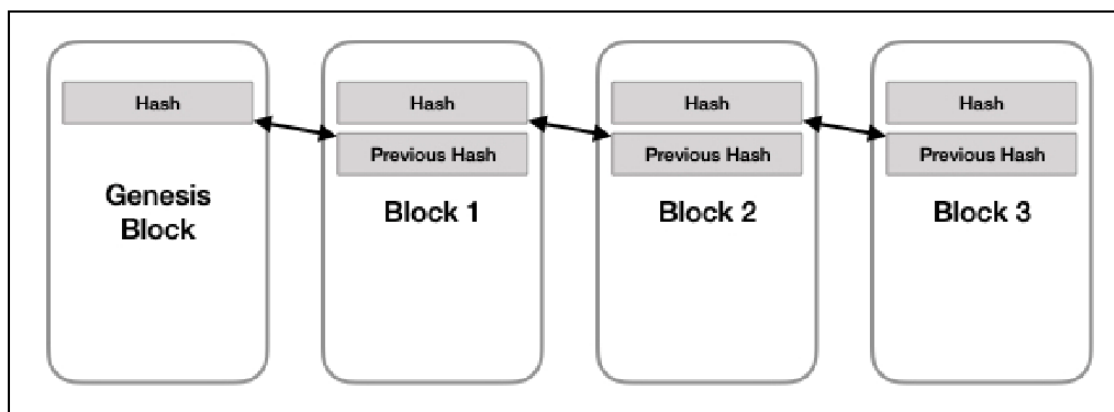 Hash
Genesis
Block
Hash
Previous Hash
Block 1
Hash
Previous Hash
Block 2
Hash
Previous Hash
Block 3